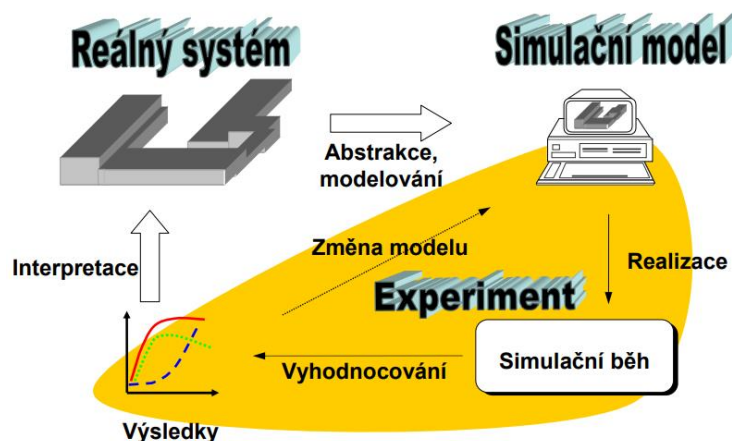 Reálný systém
Simulační model
Abstrakce,
modelování
Změna modelu
Interpretace
Realizace
Experiment
Simulační běh
Vyhodnocování
Výsledky